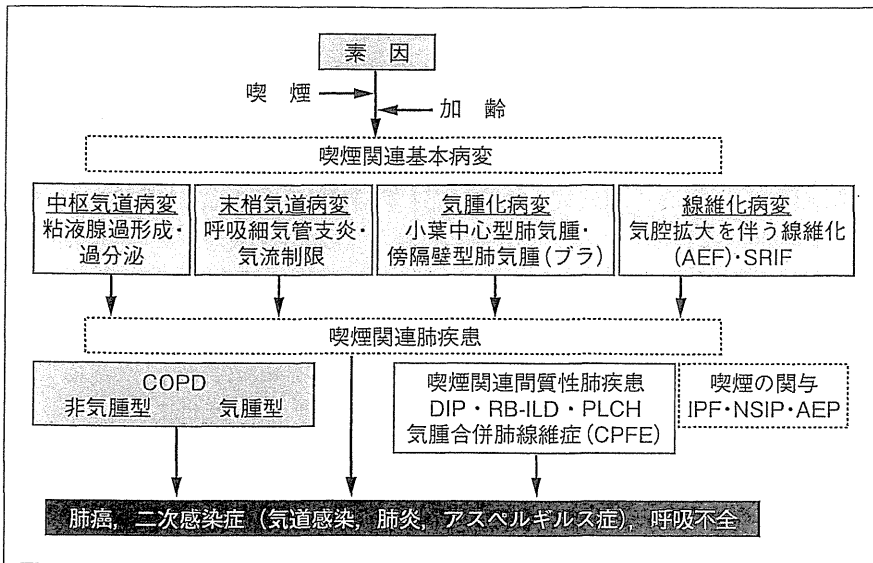 素 因
喫 煙
加 齢
喫煙関連基本病変
中枢気道病変
粘液腺過形成・
過分泌
末梢気道病変
呼吸細気管支炎・
気流制限
気腫化病変
小葉中心型肺気腫・
傍隔壁型肺気腫(ブラ)
線維化病変
気腔拡大を伴う線維化
(AEF)・SRIF
喫煙関連肺疾患
COPD
非気腫型 気腫型
喫煙関連間質性肺疾患
DIP・RB-ILD・PLCH
気腫合併肺線維症(CPFE)
喫煙の関与
IPF・NSIP・AEP
肺癌,二次感染症(気道感染,肺炎,アスペルギルス症),呼吸不全